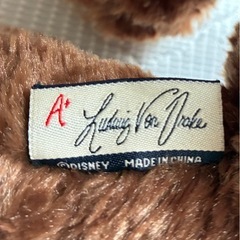 A+ Ludwig Von Drake
©DISNEY MADE IN CHINA